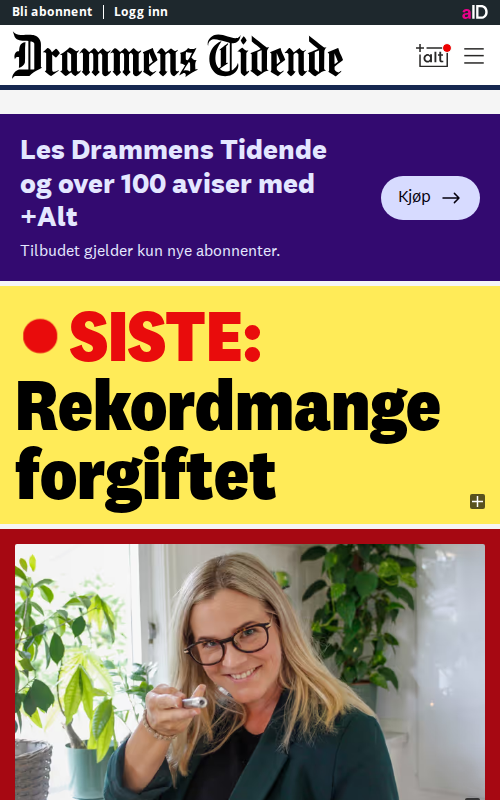 Bli abonnent | Logg inn
aID
Drammens Tidende
+alt
Les Drammens Tidende
og over 100 aviser med
+Alt
Kjøp →
Tilbudet gjelder kun nye abonnenter.
SISTE:
Rekordmange
forgiftet